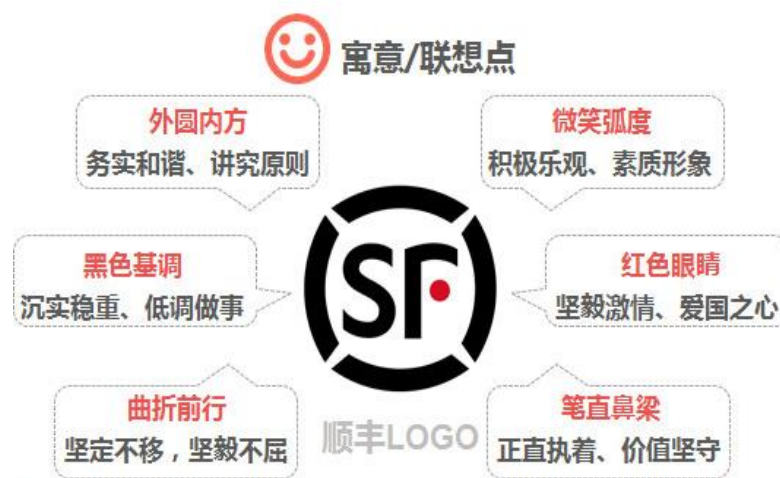 寓意/联想点
外圆内方
务实和谐、讲究原则
微笑弧度
积极乐观、素质形象
黑色基调
沉实稳重、低调做事
SF
红色眼睛
坚毅激情、爱国之心
曲折前行
坚定不移，坚毅不屈
顺丰LOGO
笔直鼻梁
正直执着、价值坚守